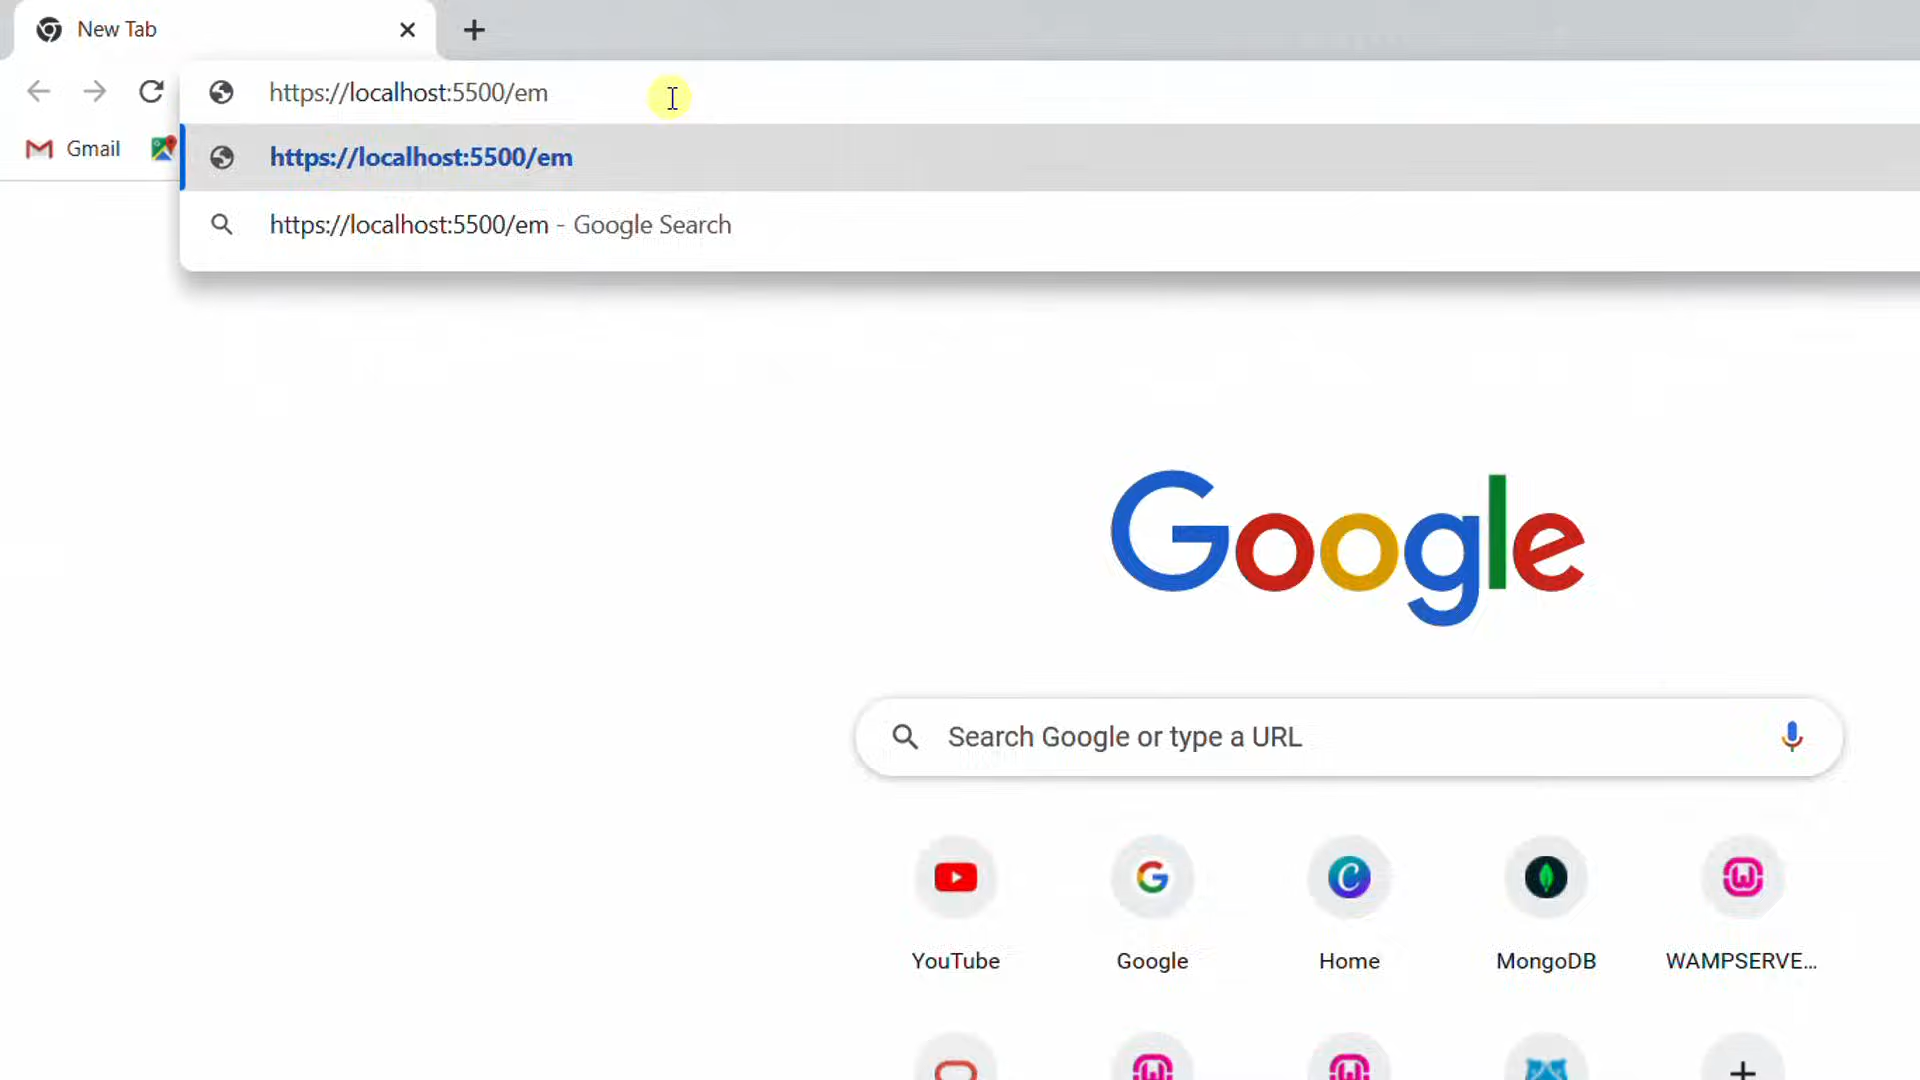 New Tab
https://localhost:5500/em
Gmail
https://localhost:5500/em
https://localhost:5500/em - Google Search
Google
Search Google or type a URL
YouTube
Google
Home
MongoDB
WAMPSERVE...